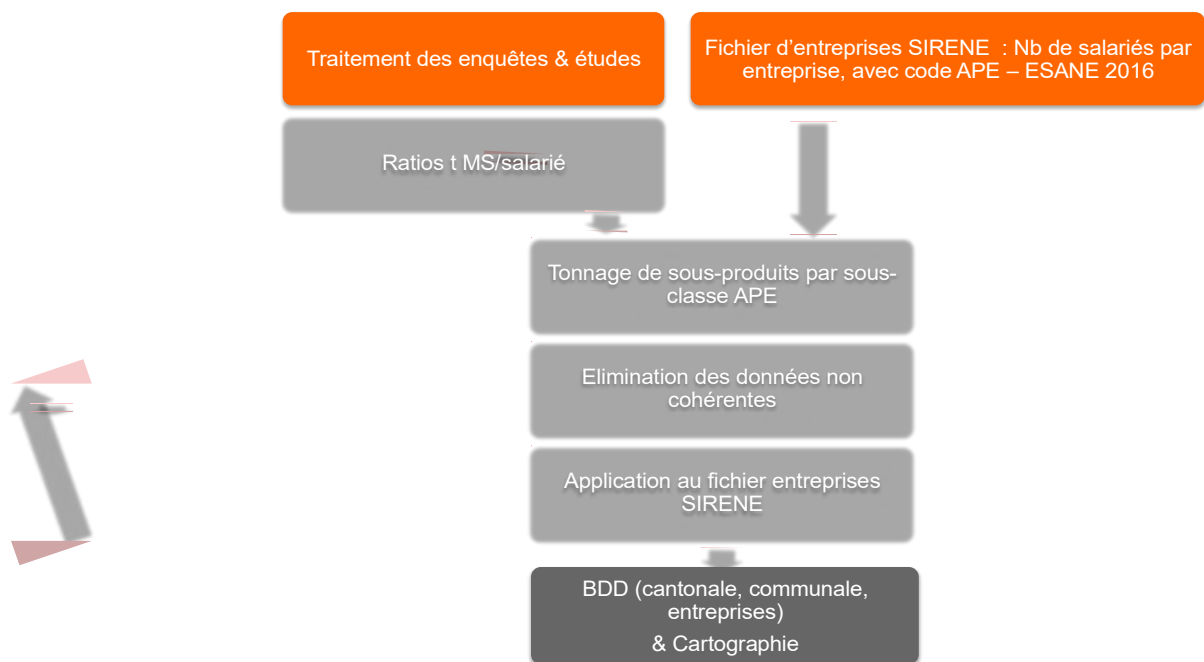 Traitement des enquêtes & études
Fichier d’entreprises SIRENE : Nb de salariés par
entreprise, avec code APE – ESANE 2016
Ratios t MS/salarié
Tonnage de sous-produits par sous-
classe APE
Elimination des données non
cohérentes
Application au fichier entreprises
SIRENE
BDD (cantonale, communale,
entreprises)
& Cartographie